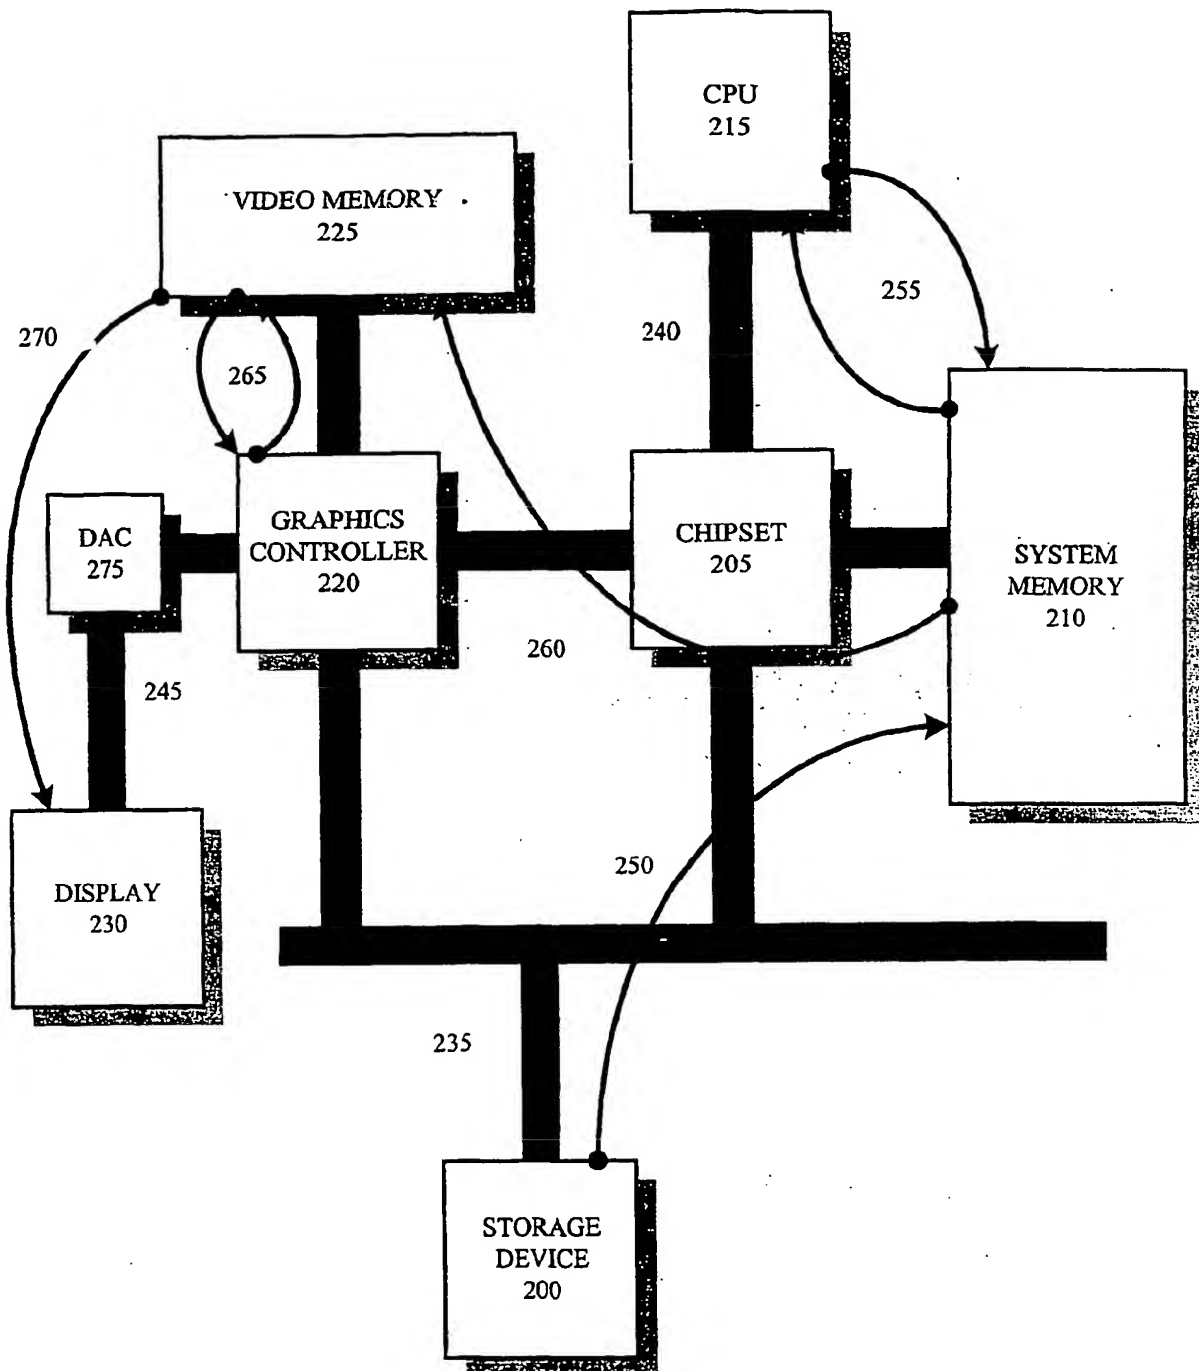 CPU
215
VIDEO MEMORY
225
270
265
240
255
DAC
275
GRAPHICS
CONTROLLER
220
CHIPSET
205
SYSTEM
MEMORY
210
260
245
250
DISPLAY
230
235
STORAGE
DEVICE
200